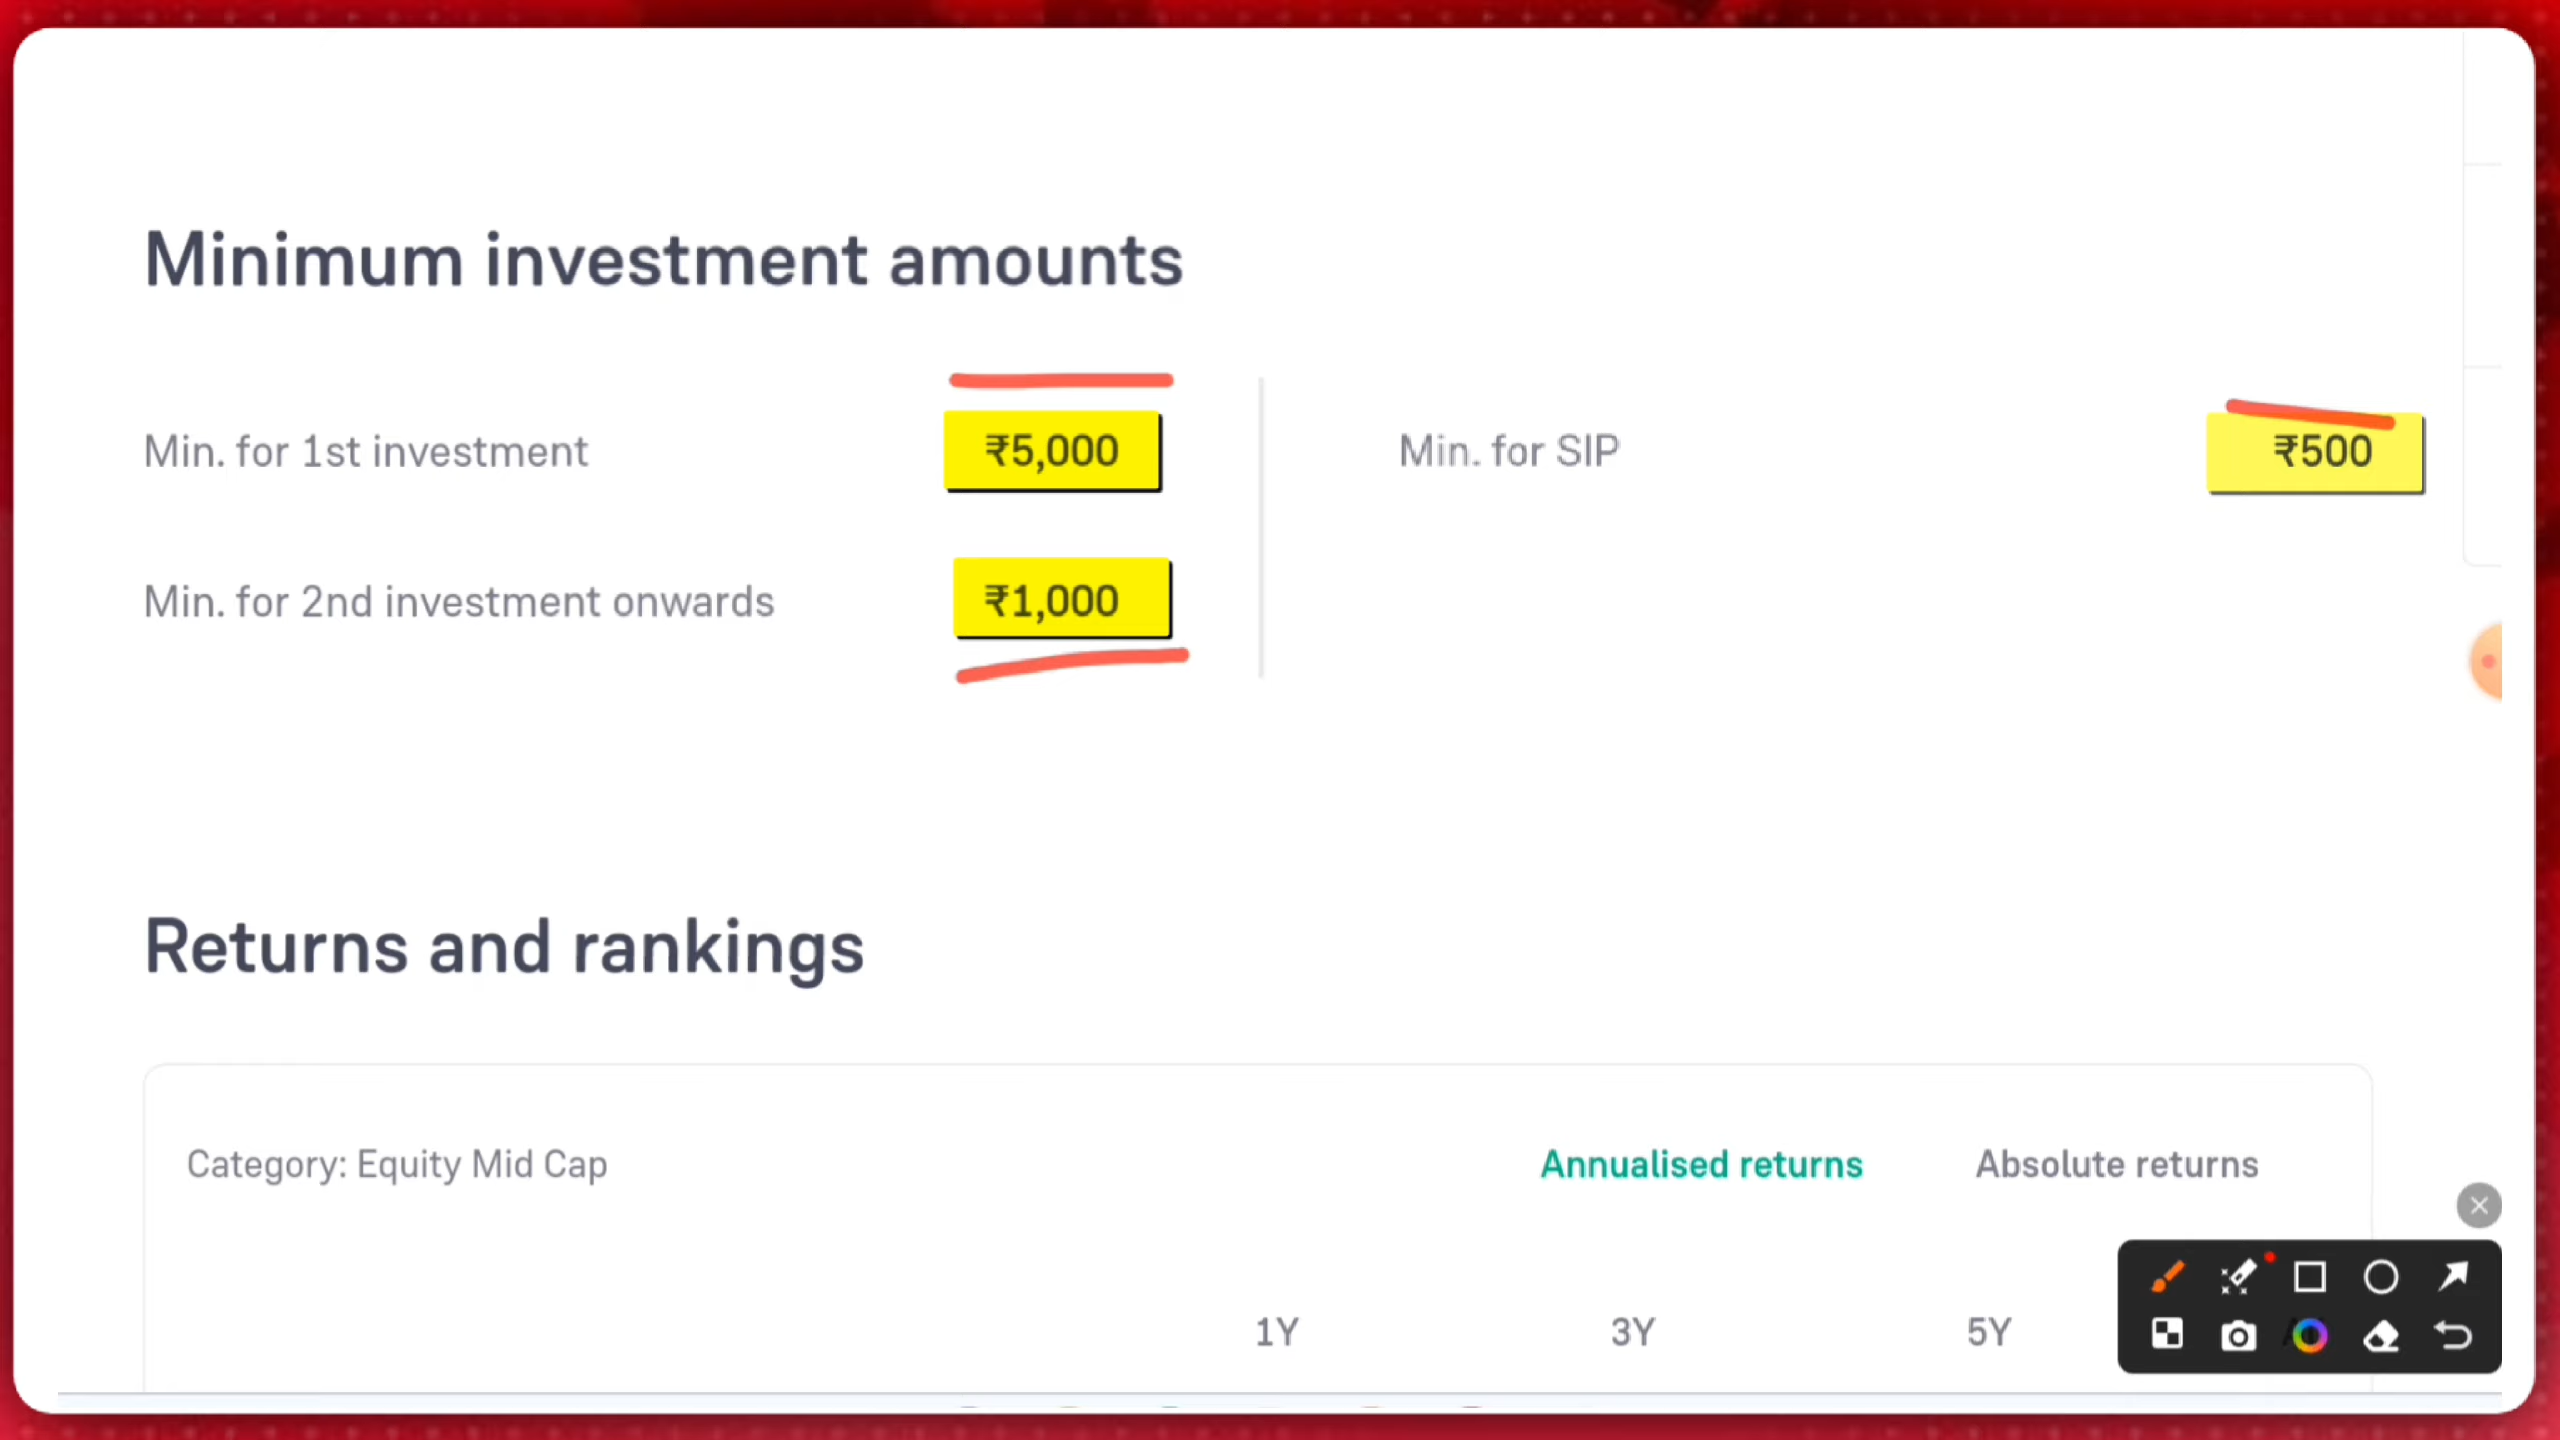 Minimum investment amounts
Min. for 1st investment ₹5,000 Min. for SIP ₹500
Min. for 2nd investment onwards ₹1,000
Returns and rankings
Category: Equity Mid Cap Annualised returns Absolute returns
1Y 3Y 5Y